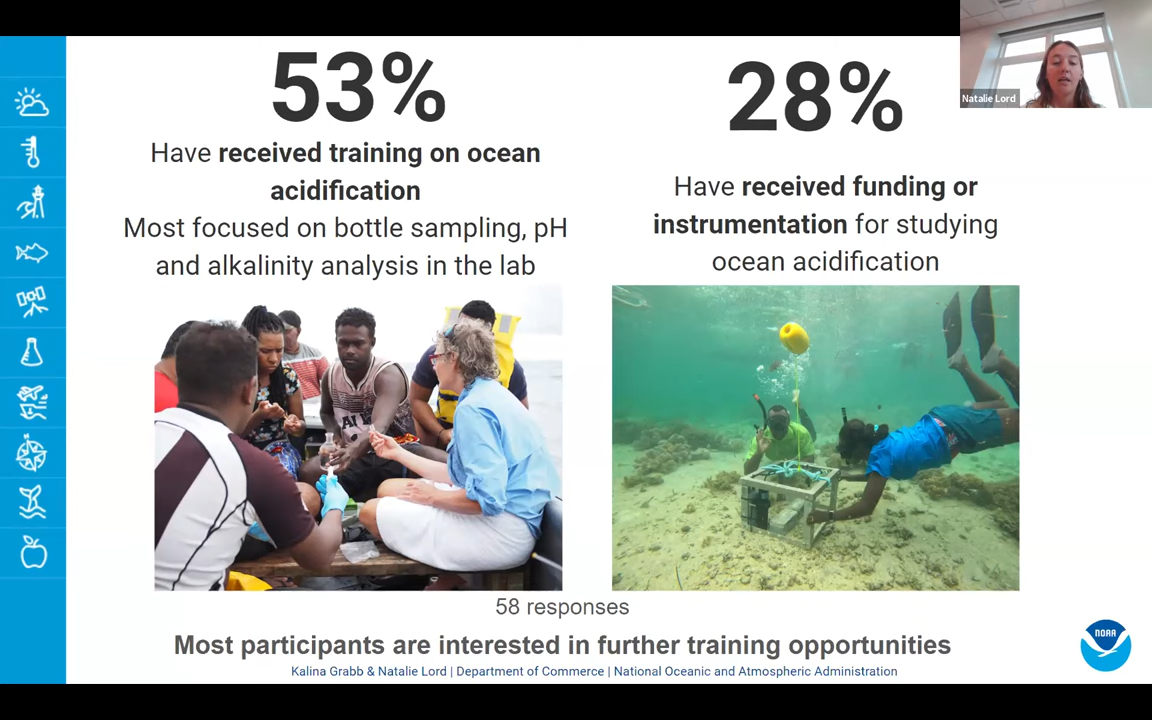 53%
Have received training on ocean
acidification
Most focused on bottle sampling, pH
and alkalinity analysis in the lab
28%
Have received funding or
instrumentation for studying
ocean acidification
Natalie Lord
58 responses
Most participants are interested in further training opportunities
Kalina Grabb & Natalie Lord | Department of Commerce | National Oceanic and Atmospheric Administration
NOAA